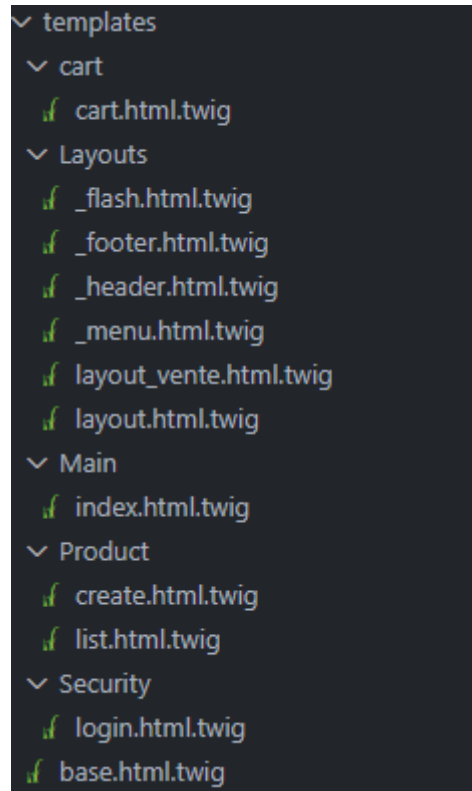 templates
cart
cart.html.twig
Layouts
_flash.html.twig
_footer.html.twig
_header.html.twig
_menu.html.twig
layout_vente.html.twig
layout.html.twig
Main
index.html.twig
Product
create.html.twig
list.html.twig
Security
login.html.twig
base.html.twig